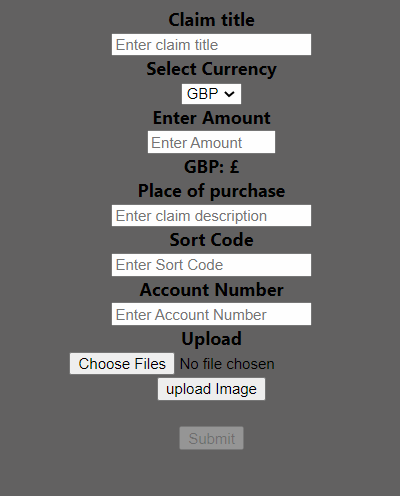 Claim title
Enter claim title
Select Currency
GBP
Enter Amount
Enter Amount
GBP: £
Place of purchase
Enter claim description
Sort Code
Enter Sort Code
Account Number
Enter Account Number
Upload
Choose Files No file chosen
upload Image
Submit